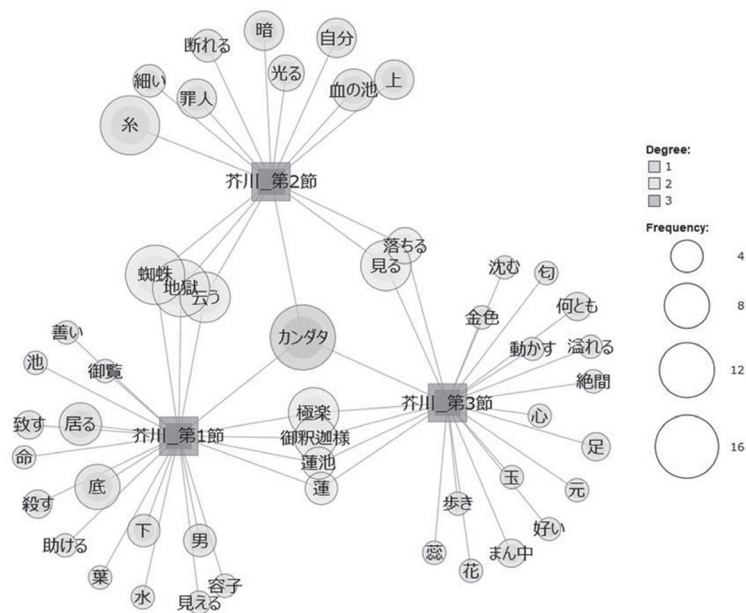 暗
自分
断れる
光る
細い
血の池
上
罪人
糸
芥川_第2節
落ちる
見る
蜘蛛
地獄
云う
カンダタ
沈む
匂
金色
何とも
動かす
溢れる
絶間
善い
池
御覧
極楽
芥川_第3節
心
致す
居る
芥川_第1節
御釈迦様
足
命
蓮池
底
蓮
玉
元
殺す
歩き
下
男
好い
助ける
蕊
まん中
花
葉
容子
水
見える
Degree:
1
2
3
Frequency:
4
8
12
16